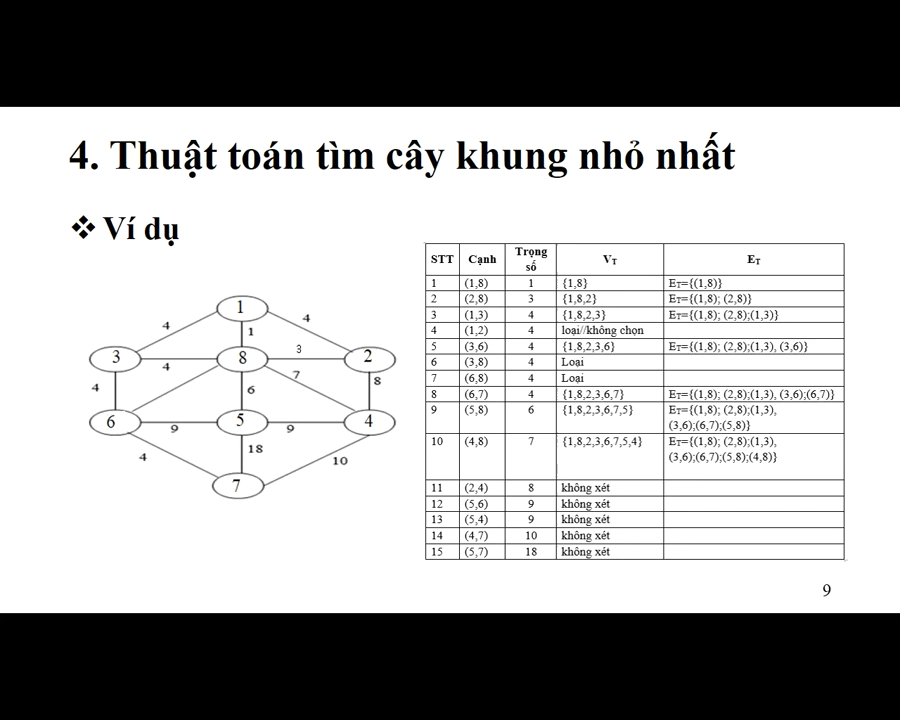 4. Thuật toán tìm cây khung nhỏ nhất
❖ Ví dụ
1
4
4
1
3
3
4
8
2
4
7
8
6
6
9
5
9
4
4
18
10
7
STT Cạnh Trọng số V_T E_T
1 (1,8) 1 {1,8} E_T={(1,8)}
2 (2,8) 3 {1,8,2} E_T={(1,8); (2,8)}
3 (1,3) 4 {1,8,2,3} E_T={(1,8); (2,8);(1,3)}
4 (1,2) 4 loại//không chọn
5 (3,6) 4 {1,8,2,3,6} E_T={(1,8); (2,8);(1,3), (3,6)}
6 (3,8) 4 Loại
7 (6,8) 4 Loại
8 (6,7) 4 {1,8,2,3,6,7} E_T={(1,8); (2,8);(1,3), (3,6);(6,7)}
9 (5,8) 6 {1,8,2,3,6,7,5} E_T={(1,8); (2,8);(1,3),
(3,6);(6,7);(5,8)}
10 (4,8) 7 {1,8,2,3,6,7,5,4} E_T={(1,8); (2,8);(1,3),
(3,6);(6,7);(5,8);(4,8)}
11 (2,4) 8 không xét
12 (5,6) 9 không xét
13 (5,4) 9 không xét
14 (4,7) 10 không xét
15 (5,7) 18 không xét
9